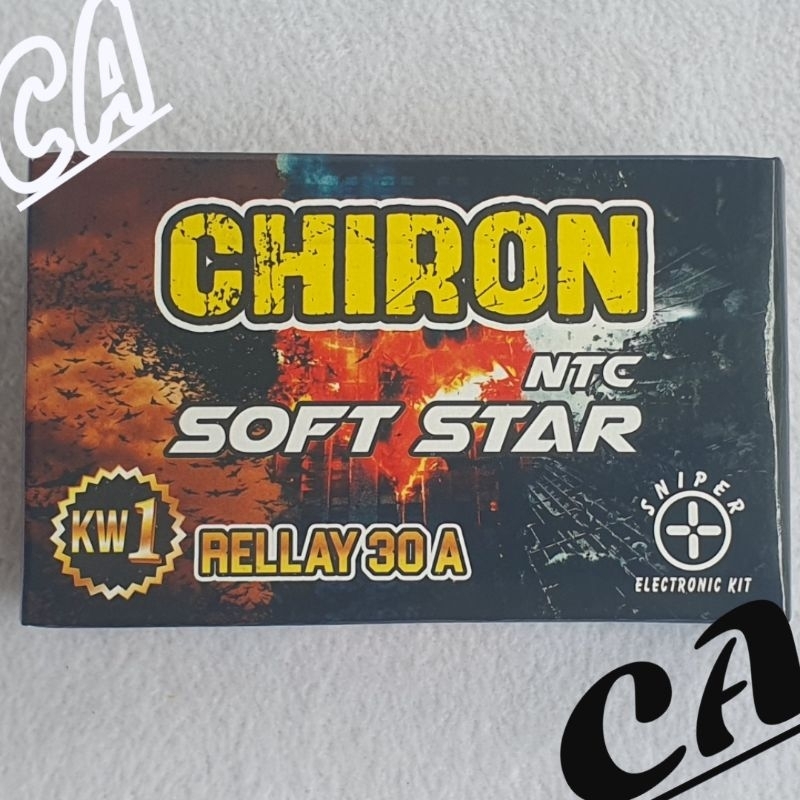 CA
CHIRON
NTC
SOFT STAR
KW1
RELLAY 30 A
SNIPER
ELECTRONIC KIT
CA